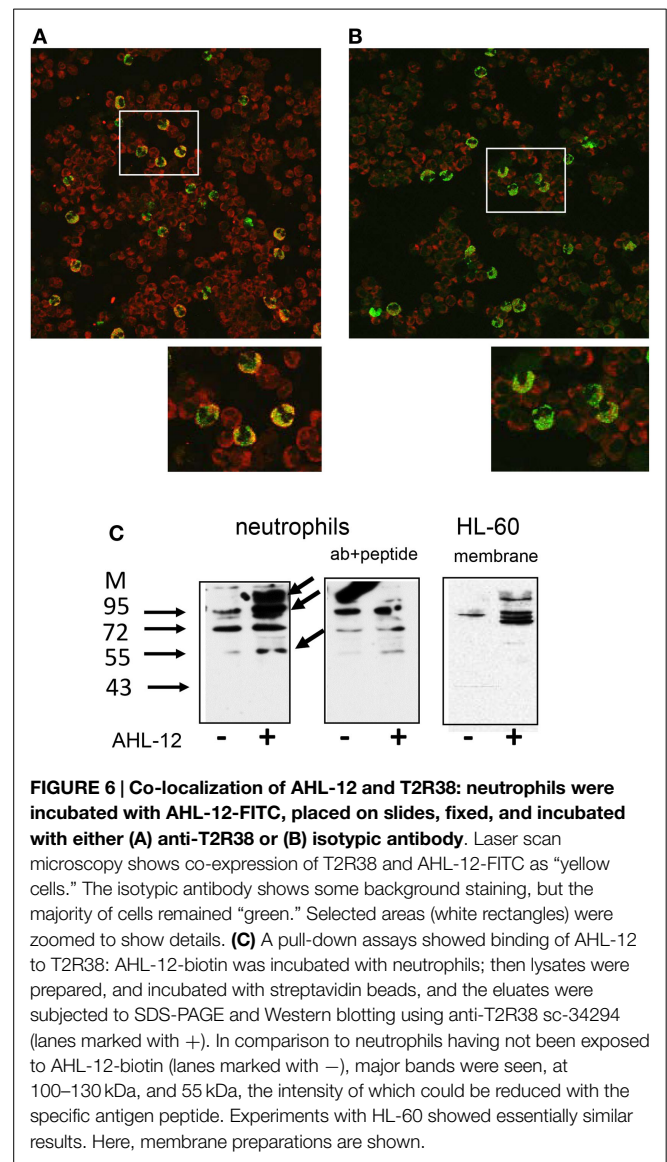 A
B
C
neutrophils
HL-60
ab+peptide
membrane
M
95
72
55
43
AHL-12
- + - + - +
FIGURE 6 | Co-localization of AHL-12 and T2R38: neutrophils were
incubated with AHL-12-FITC, placed on slides, fixed, and incubated
with either (A) anti-T2R38 or (B) isotypic antibody. Laser scan
microscopy shows co-expression of T2R38 and AHL-12-FITC as “yellow
cells.” The isotypic antibody shows some background staining, but the
majority of cells remained “green.” Selected areas (white rectangles) were
zoomed to show details. (C) A pull-down assays showed binding of AHL-12
to T2R38: AHL-12-biotin was incubated with neutrophils; then lysates were
prepared, and incubated with streptavidin beads, and the eluates were
subjected to SDS-PAGE and Western blotting using anti-T2R38 sc-34294
(lanes marked with +). In comparison to neutrophils having not been exposed
to AHL-12-biotin (lanes marked with −), major bands were seen, at
100–130 kDa, and 55 kDa, the intensity of which could be reduced with the
specific antigen peptide. Experiments with HL-60 showed essentially similar
results. Here, membrane preparations are shown.